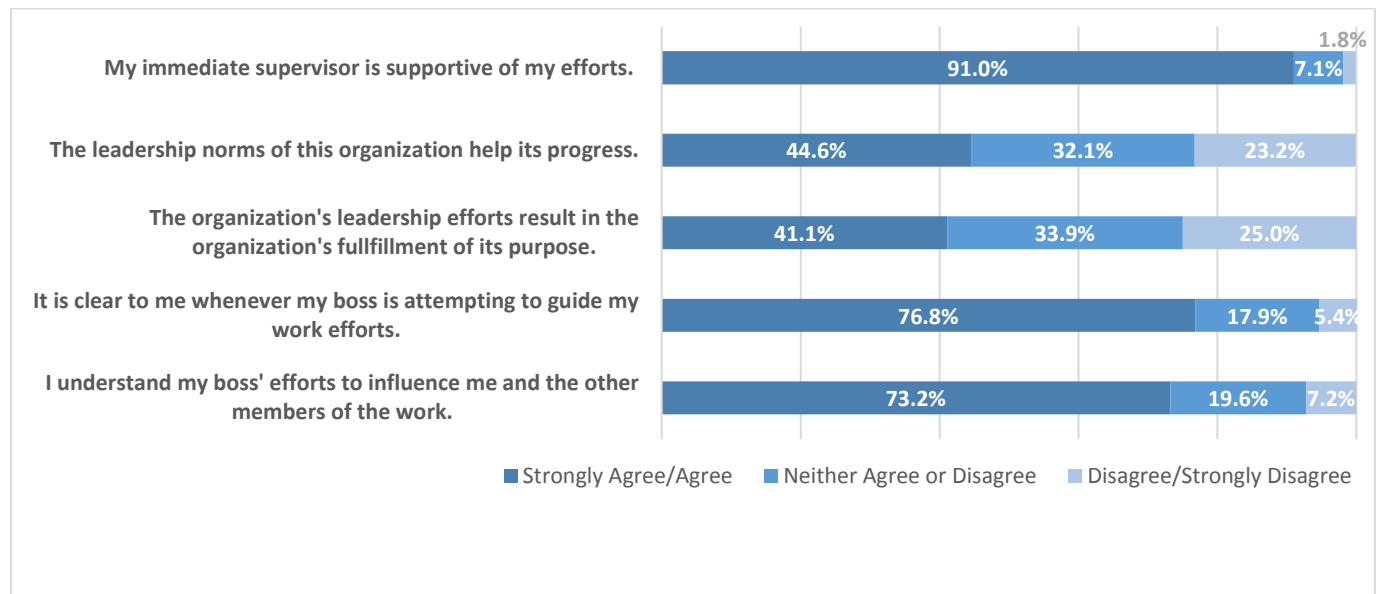 1.8%
My immediate supervisor is supportive of my efforts.
91.0%
7.1%
The leadership norms of this organization help its progress.
44.6%
32.1%
23.2%
The organization's leadership efforts result in the
organization's fullfillment of its purpose.
41.1%
33.9%
25.0%
It is clear to me whenever my boss is attempting to guide my
work efforts.
76.8%
17.9%
5.4%
I understand my boss' efforts to influence me and the other
members of the work.
73.2%
19.6%
7.2%
Strongly Agree/Agree
Neither Agree or Disagree
Disagree/Strongly Disagree